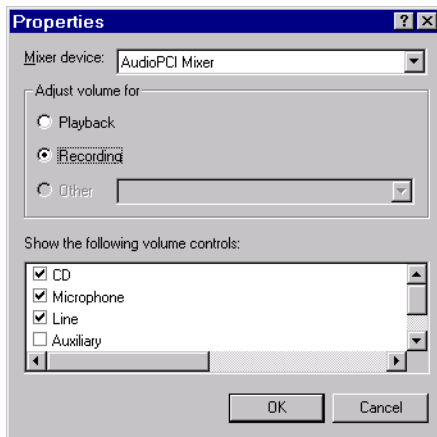 Properties
Mixer device: AudioPCI Mixer
Adjust volume for
Playback
Recording
Other
Show the following volume controls:
CD
Microphone
Line
Auxiliary
OK Cancel